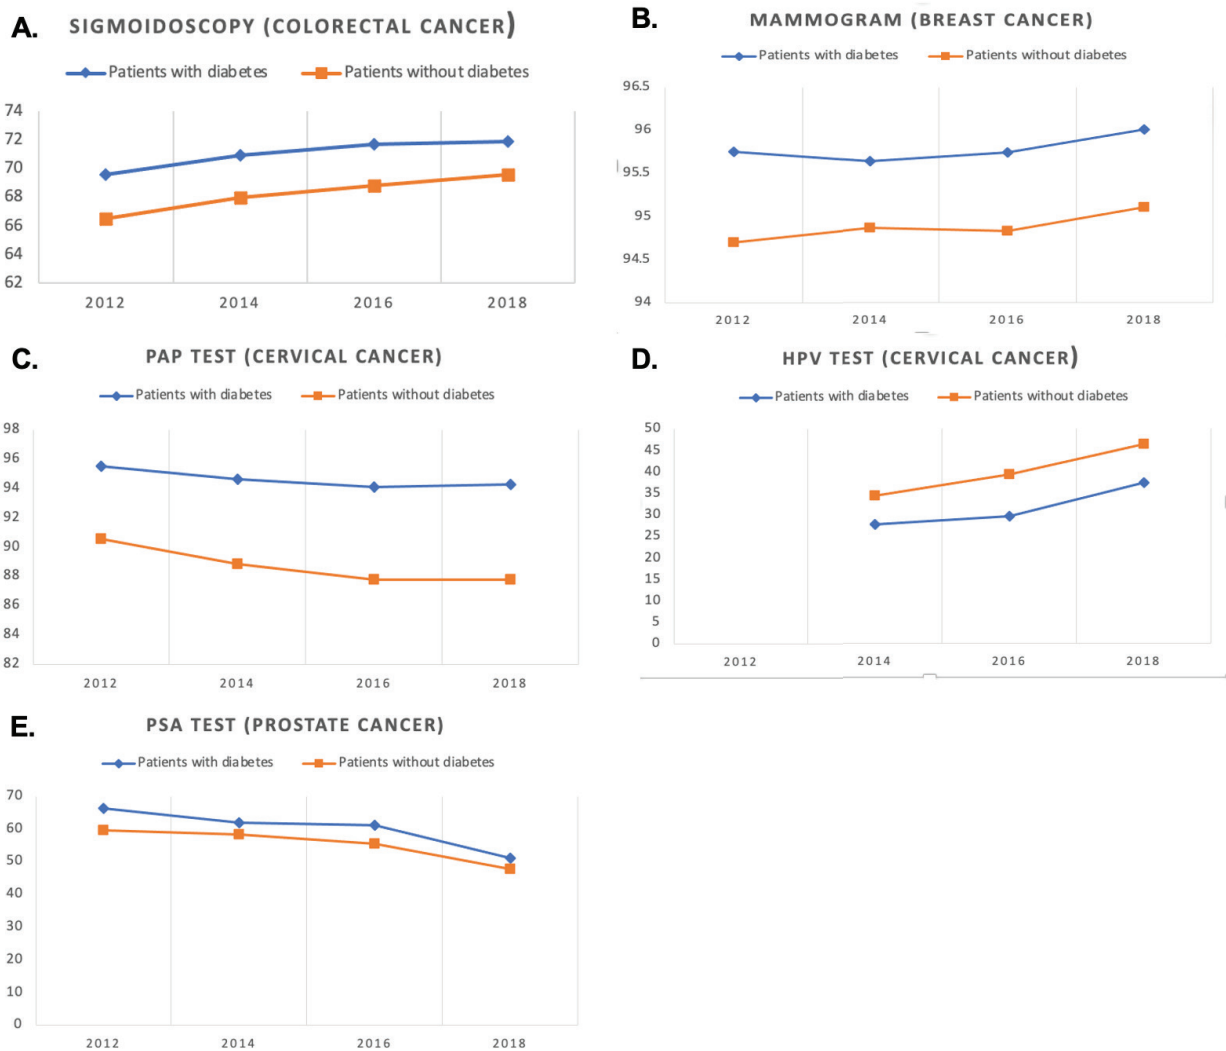 A.
SIGMOIDOSCOPY (COLORECTAL CANCER)
Patients with diabetes Patients without diabetes
74
72
70
68
66
64
62
2012 2014 2016 2018
B.
MAMMOGRAM (BREAST CANCER)
Patients with diabetes Patients without diabetes
96.5
96
95.5
95
94.5
94
2012 2014 2016 2018
C.
PAP TEST (CERVICAL CANCER)
Patients with diabetes Patients without diabetes
98
96
94
92
90
88
86
84
82
2012 2014 2016 2018
D.
HPV TEST (CERVICAL CANCER)
Patients with diabetes Patients without diabetes
50
45
40
35
30
25
20
15
10
5
0
2012 2014 2016 2018
E.
PSA TEST (PROSTATE CANCER)
Patients with diabetes Patients without diabetes
70
60
50
40
30
20
10
0
2012 2014 2016 2018